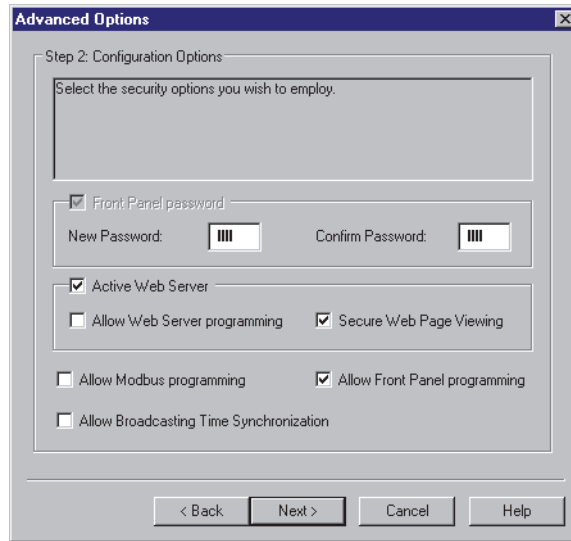 Advanced Options
Step 2: Configuration Options
Select the security options you wish to employ.
Front Panel password
New Password: Confirm Password:
Active Web Server
Allow Web Server programming Secure Web Page Viewing
Allow Modbus programming Allow Front Panel programming
Allow Broadcasting Time Synchronization
< Back Next > Cancel Help